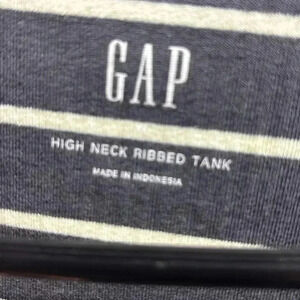 GAP
HIGH NECK RIBBED TANK
MADE IN INDONESIA